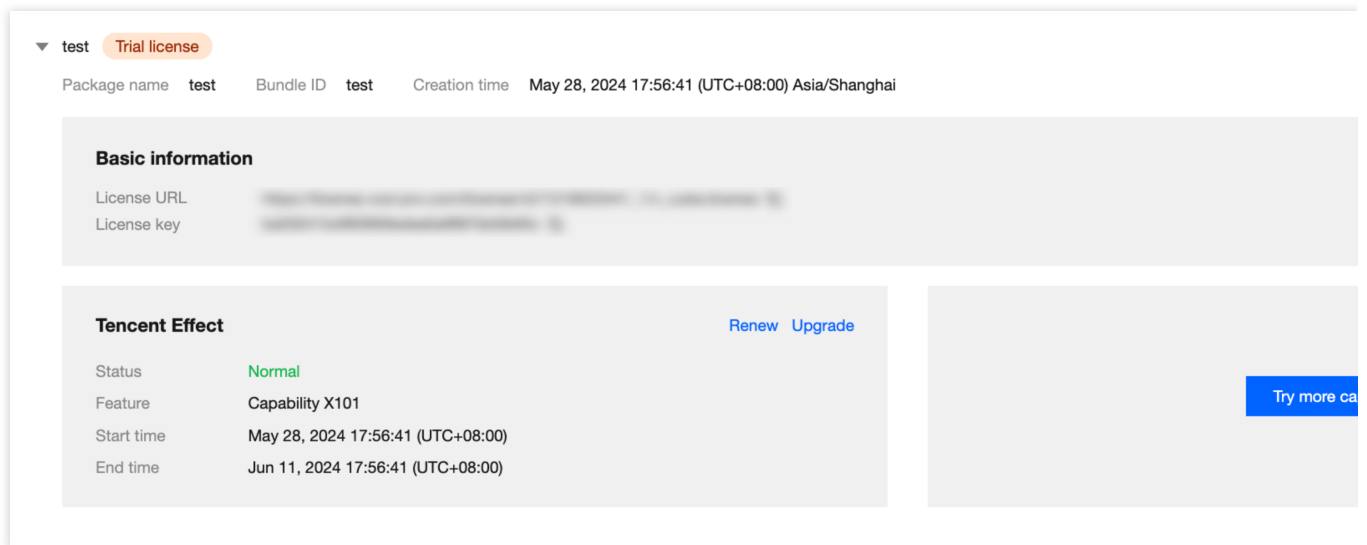 test Trial license
Package name test Bundle ID test Creation time May 28, 2024 17:56:41 (UTC+08:00) Asia/Shanghai
Basic information
License URL
License key
Tencent Effect Renew Upgrade
Status Normal
Feature Capability X101
Start time May 28, 2024 17:56:41 (UTC+08:00)
End time Jun 11, 2024 17:56:41 (UTC+08:00)
Try more ca